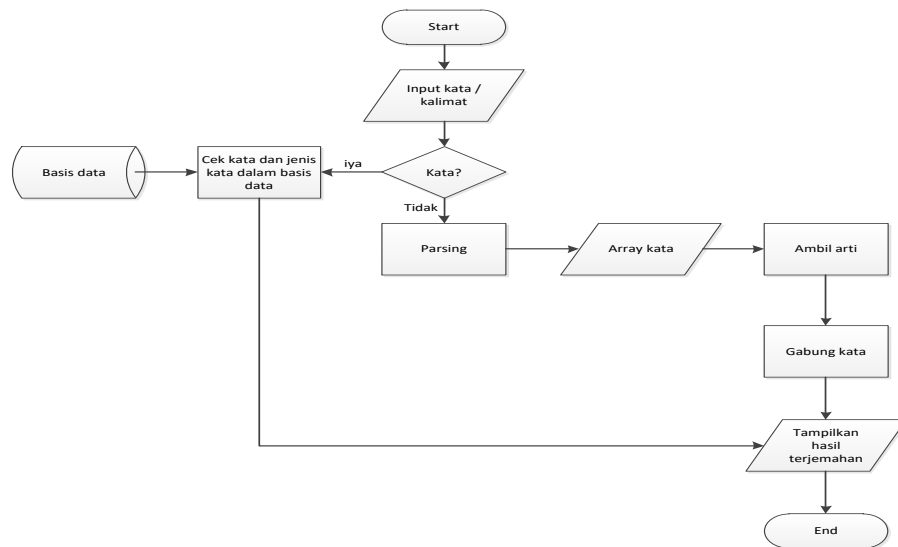 Start
Input kata /
kalimat
Basis data
Cek kata dan jenis
kata dalam basis
data
iya
Kata?
Tidak
Parsing
Array kata
Ambil arti
Gabung kata
Tampilkan
hasil
terjemahan
End